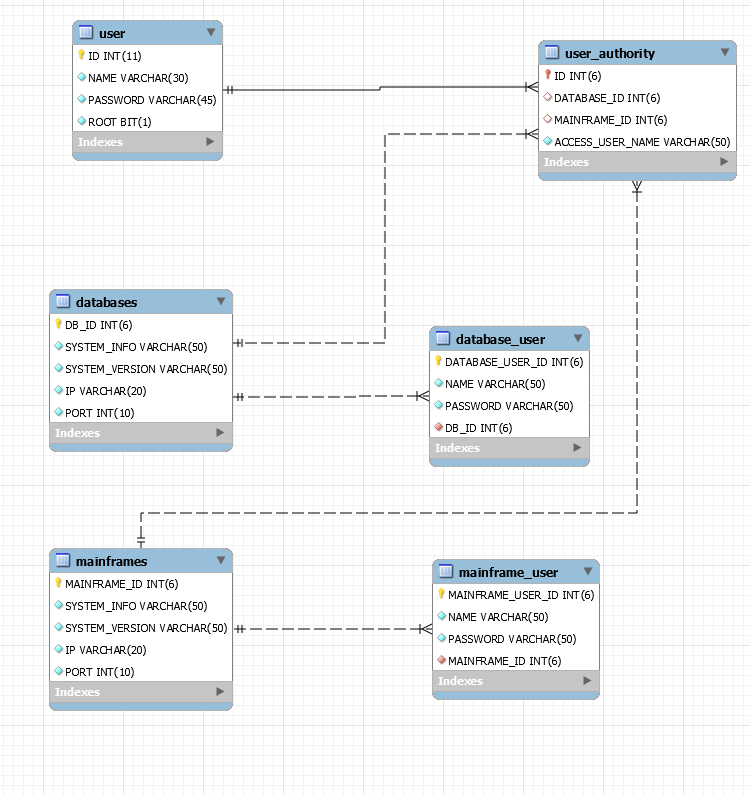 user
ID INT(11)
NAME VARCHAR(30)
PASSWORD VARCHAR(45)
ROOT BIT(1)
Indexes
user_authority
ID INT(6)
DATABASE_ID INT(6)
MAINFRAME_ID INT(6)
ACCESS_USER_NAME VARCHAR(50)
Indexes
databases
DB_ID INT(6)
SYSTEM_INFO VARCHAR(50)
SYSTEM_VERSION VARCHAR(50)
IP VARCHAR(20)
PORT INT(10)
Indexes
database_user
DATABASE_USER_ID INT(6)
NAME VARCHAR(50)
PASSWORD VARCHAR(50)
DB_ID INT(6)
Indexes
mainframes
MAINFRAME_ID INT(6)
SYSTEM_INFO VARCHAR(50)
SYSTEM_VERSION VARCHAR(50)
IP VARCHAR(20)
PORT INT(10)
Indexes
mainframe_user
MAINFRAME_USER_ID INT(6)
NAME VARCHAR(50)
PASSWORD VARCHAR(50)
MAINFRAME_ID INT(6)
Indexes